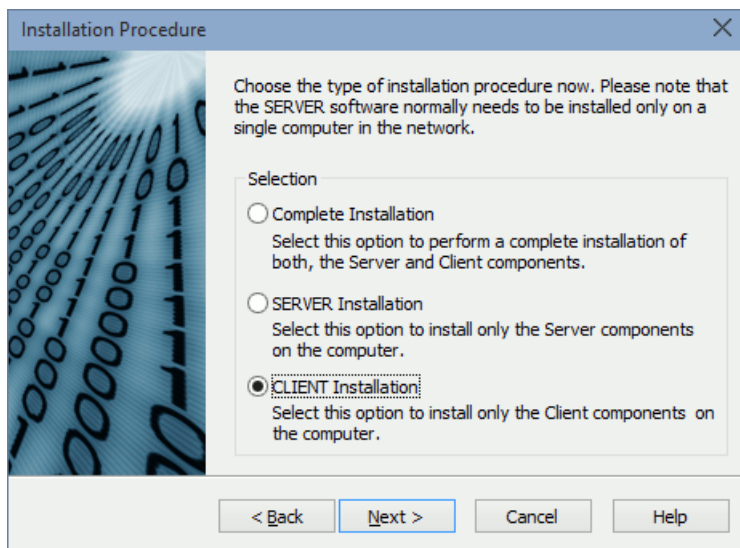 Installation Procedure
Choose the type of installation procedure now. Please note that
the SERVER software normally needs to be installed only on a
single computer in the network.
Selection
Complete Installation
Select this option to perform a complete installation of
both, the Server and Client components.
SERVER Installation
Select this option to install only the Server components
on the computer.
CLIENT Installation
Select this option to install only the Client components on
the computer.
< Back
Next >
Cancel
Help